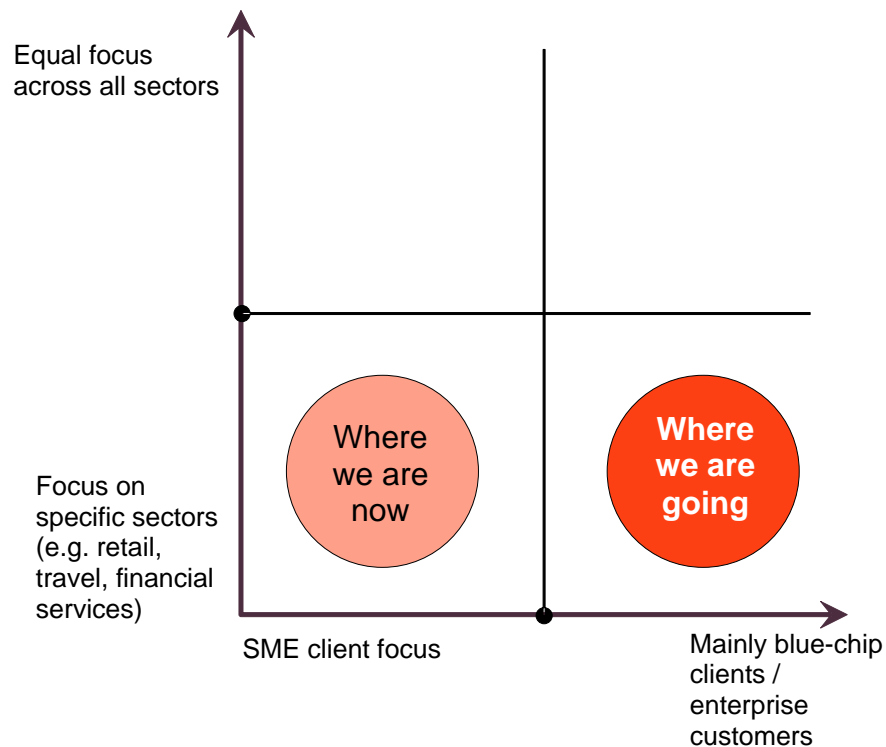 Equal focus
across all sectors
Where
we are
now
Where
we are
going
Focus on
specific sectors
(e.g. retail,
travel, financial
services)
SME client focus
Mainly blue-chip
clients /
enterprise
customers